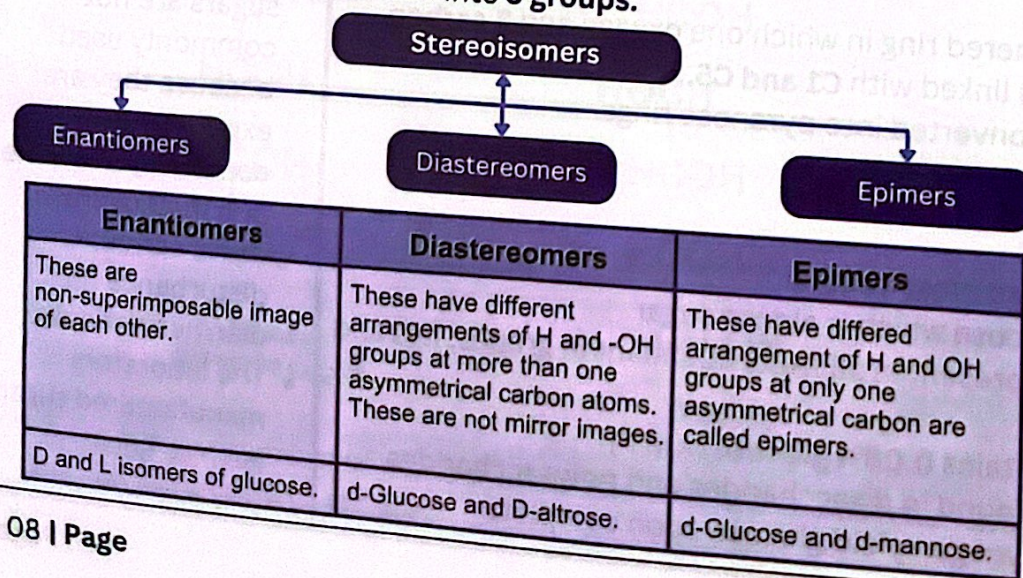 into 3 groups.
Stereoisomers
Enantiomers
Diastereomers
Epimers
Enantiomers
Diastereomers
Epimers
These are
non-superimposable image
of each other.
These have different
arrangements of H and -OH
groups at more than one
asymmetrical carbon atoms.
These are not mirror images.
These have differed
arrangement of H and OH
groups at only one
asymmetrical carbon are
called epimers.
D and L isomers of glucose.
d-Glucose and D-altrose.
d-Glucose and d-mannose.
08 | Page